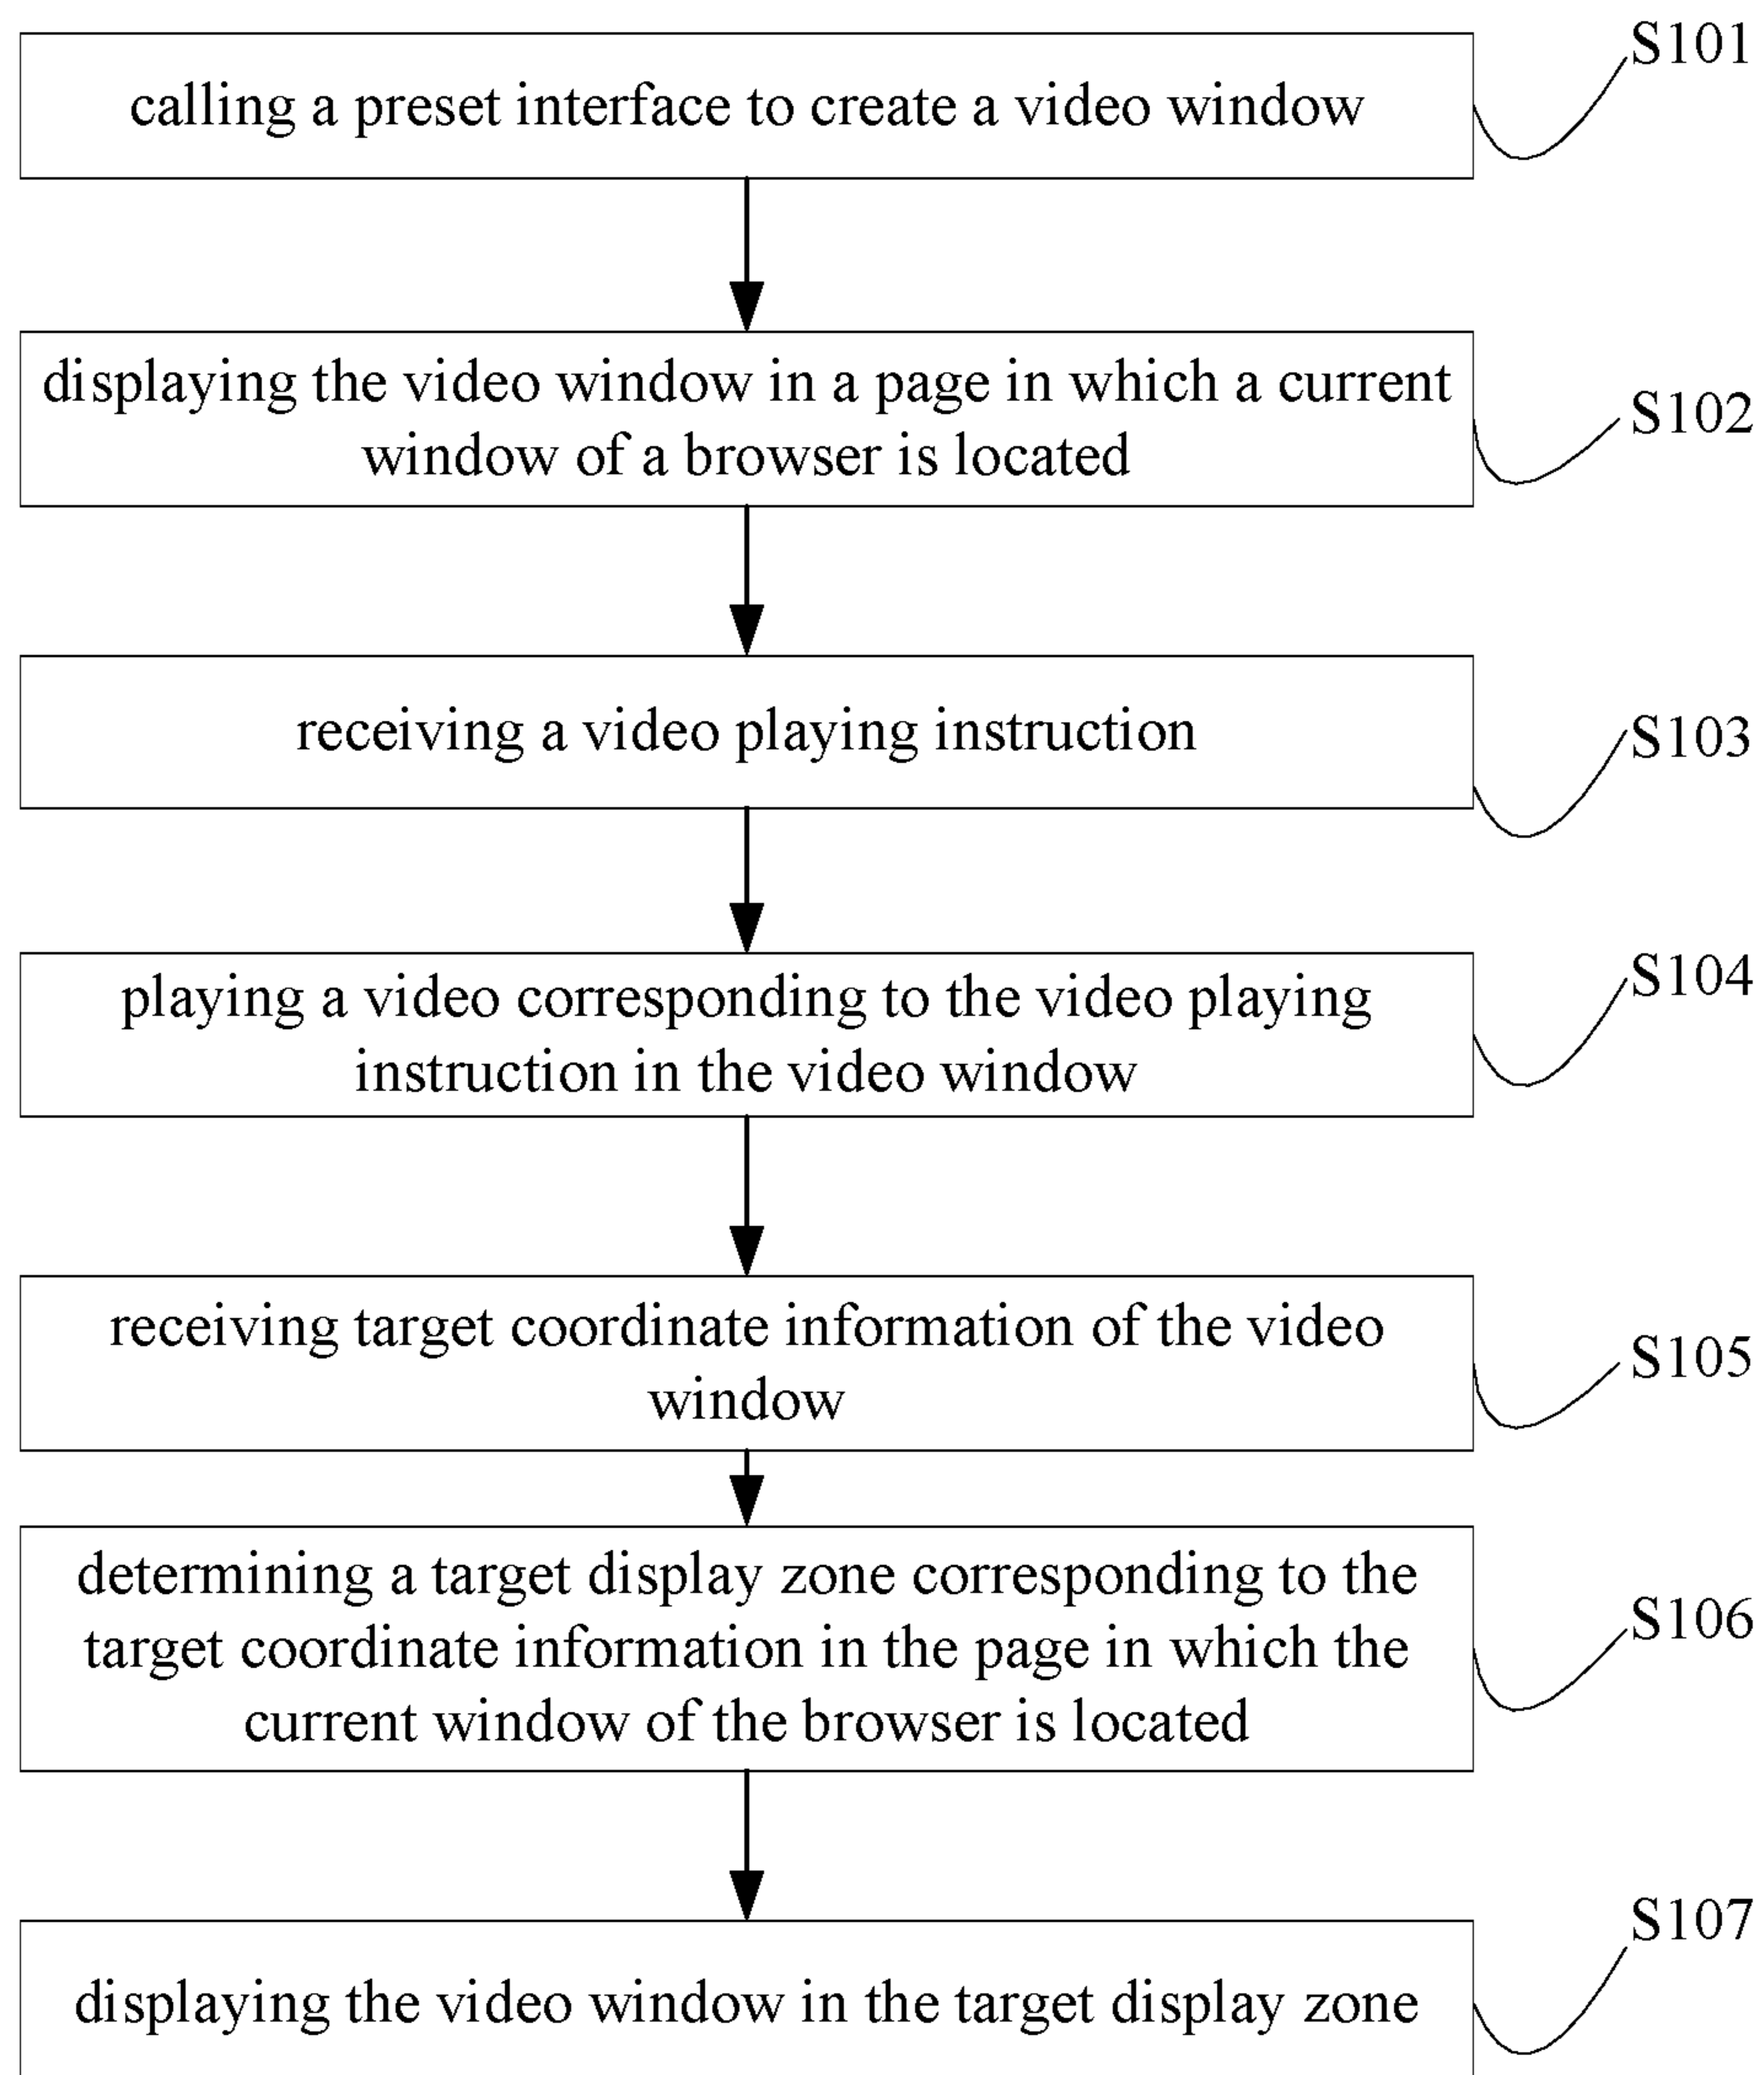 S101
calling a preset interface to create a video window
displaying the video window in a page in which a current
window of a browser is located
S102
receiving a video playing instruction
S103
playing a video corresponding to the video playing
instruction in the video window
S104
receiving target coordinate information of the video
window
S105
determining a target display zone corresponding to the
target coordinate information in the page in which the
current window of the browser is located
S106
S107
displaying the video window in the target display zone